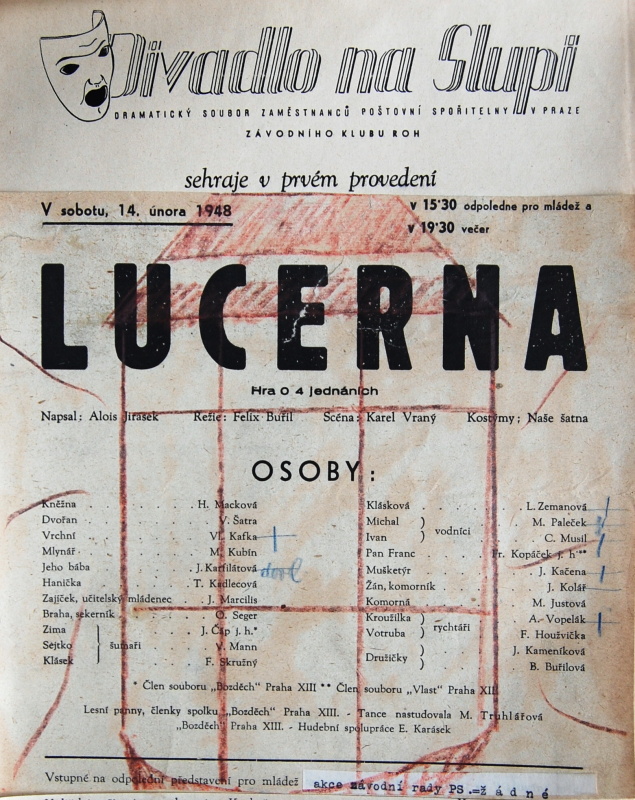 Divadlo na Slupi
DRAMATICKÝ SOUBOR ZAMĚSTNANCŮ POŠTOVNÍ SPOŘITELNY V PRAZE
ZÁVODNÍHO KLUBU ROH
sehraje v prvém provedení
V sobotu, 14. února 1948
v 15·30 odpoledne pro mládež a
v 19·30 večer
LUCERNA
Hra o 4 jednáních
Napsal: Alois Jirásek Režie: Felix Buřil Scéna: Karel Vraný Kostymy: Naše šatna
OSOBY:
Kněžna . . . . . H. Macková
Dvořan . . . . . V. Šatra
Vrchní . . . . . Vl. Kafka
Mlynář . . . . . M. Kubín
Jeho bába . . . . . J. Karfilátová
Hanička . . . . . T. Kadlecová
Zajíček, učitelský mládenec . J. Marcilis
Braha, sekerník . . . . O. Seger
Zima } . . . . . J. Čáp j. h.*
Sejtko } šumaři . . . V. Mann
Klásek } . . . . . F. Skružný
Klásková . . . . . L. Zemanová
Michal ) . . . M. Paleček
Ivan ) vodníci . . . C. Musil
Pan Franc . . . Fr. Kopáček j. h**
Mušketýr . . . . . J. Kačena
Žán, komorník . . . . J. Kolář
Komorná . . . . . M. Justová
Kroužilka ) . . . A. Vopelák
Votruba ) rychtáři . . . F. Houžvička
Družičky ) . . . J. Kameníková
) . . . B. Buřilová
* Člen souboru „Bozděch" Praha XIII ** Člen souboru „Vlast" Praha XII
Lesní panny, členky spolku „Bozděch" Praha XIII. - Tance nastudovala M. Truhlářová
„Bozděch" Praha XIII. - Hudební spolupráce E. Karásek
Vstupné na odpolední představení pro mládež akce závodní rady PS.=žádné